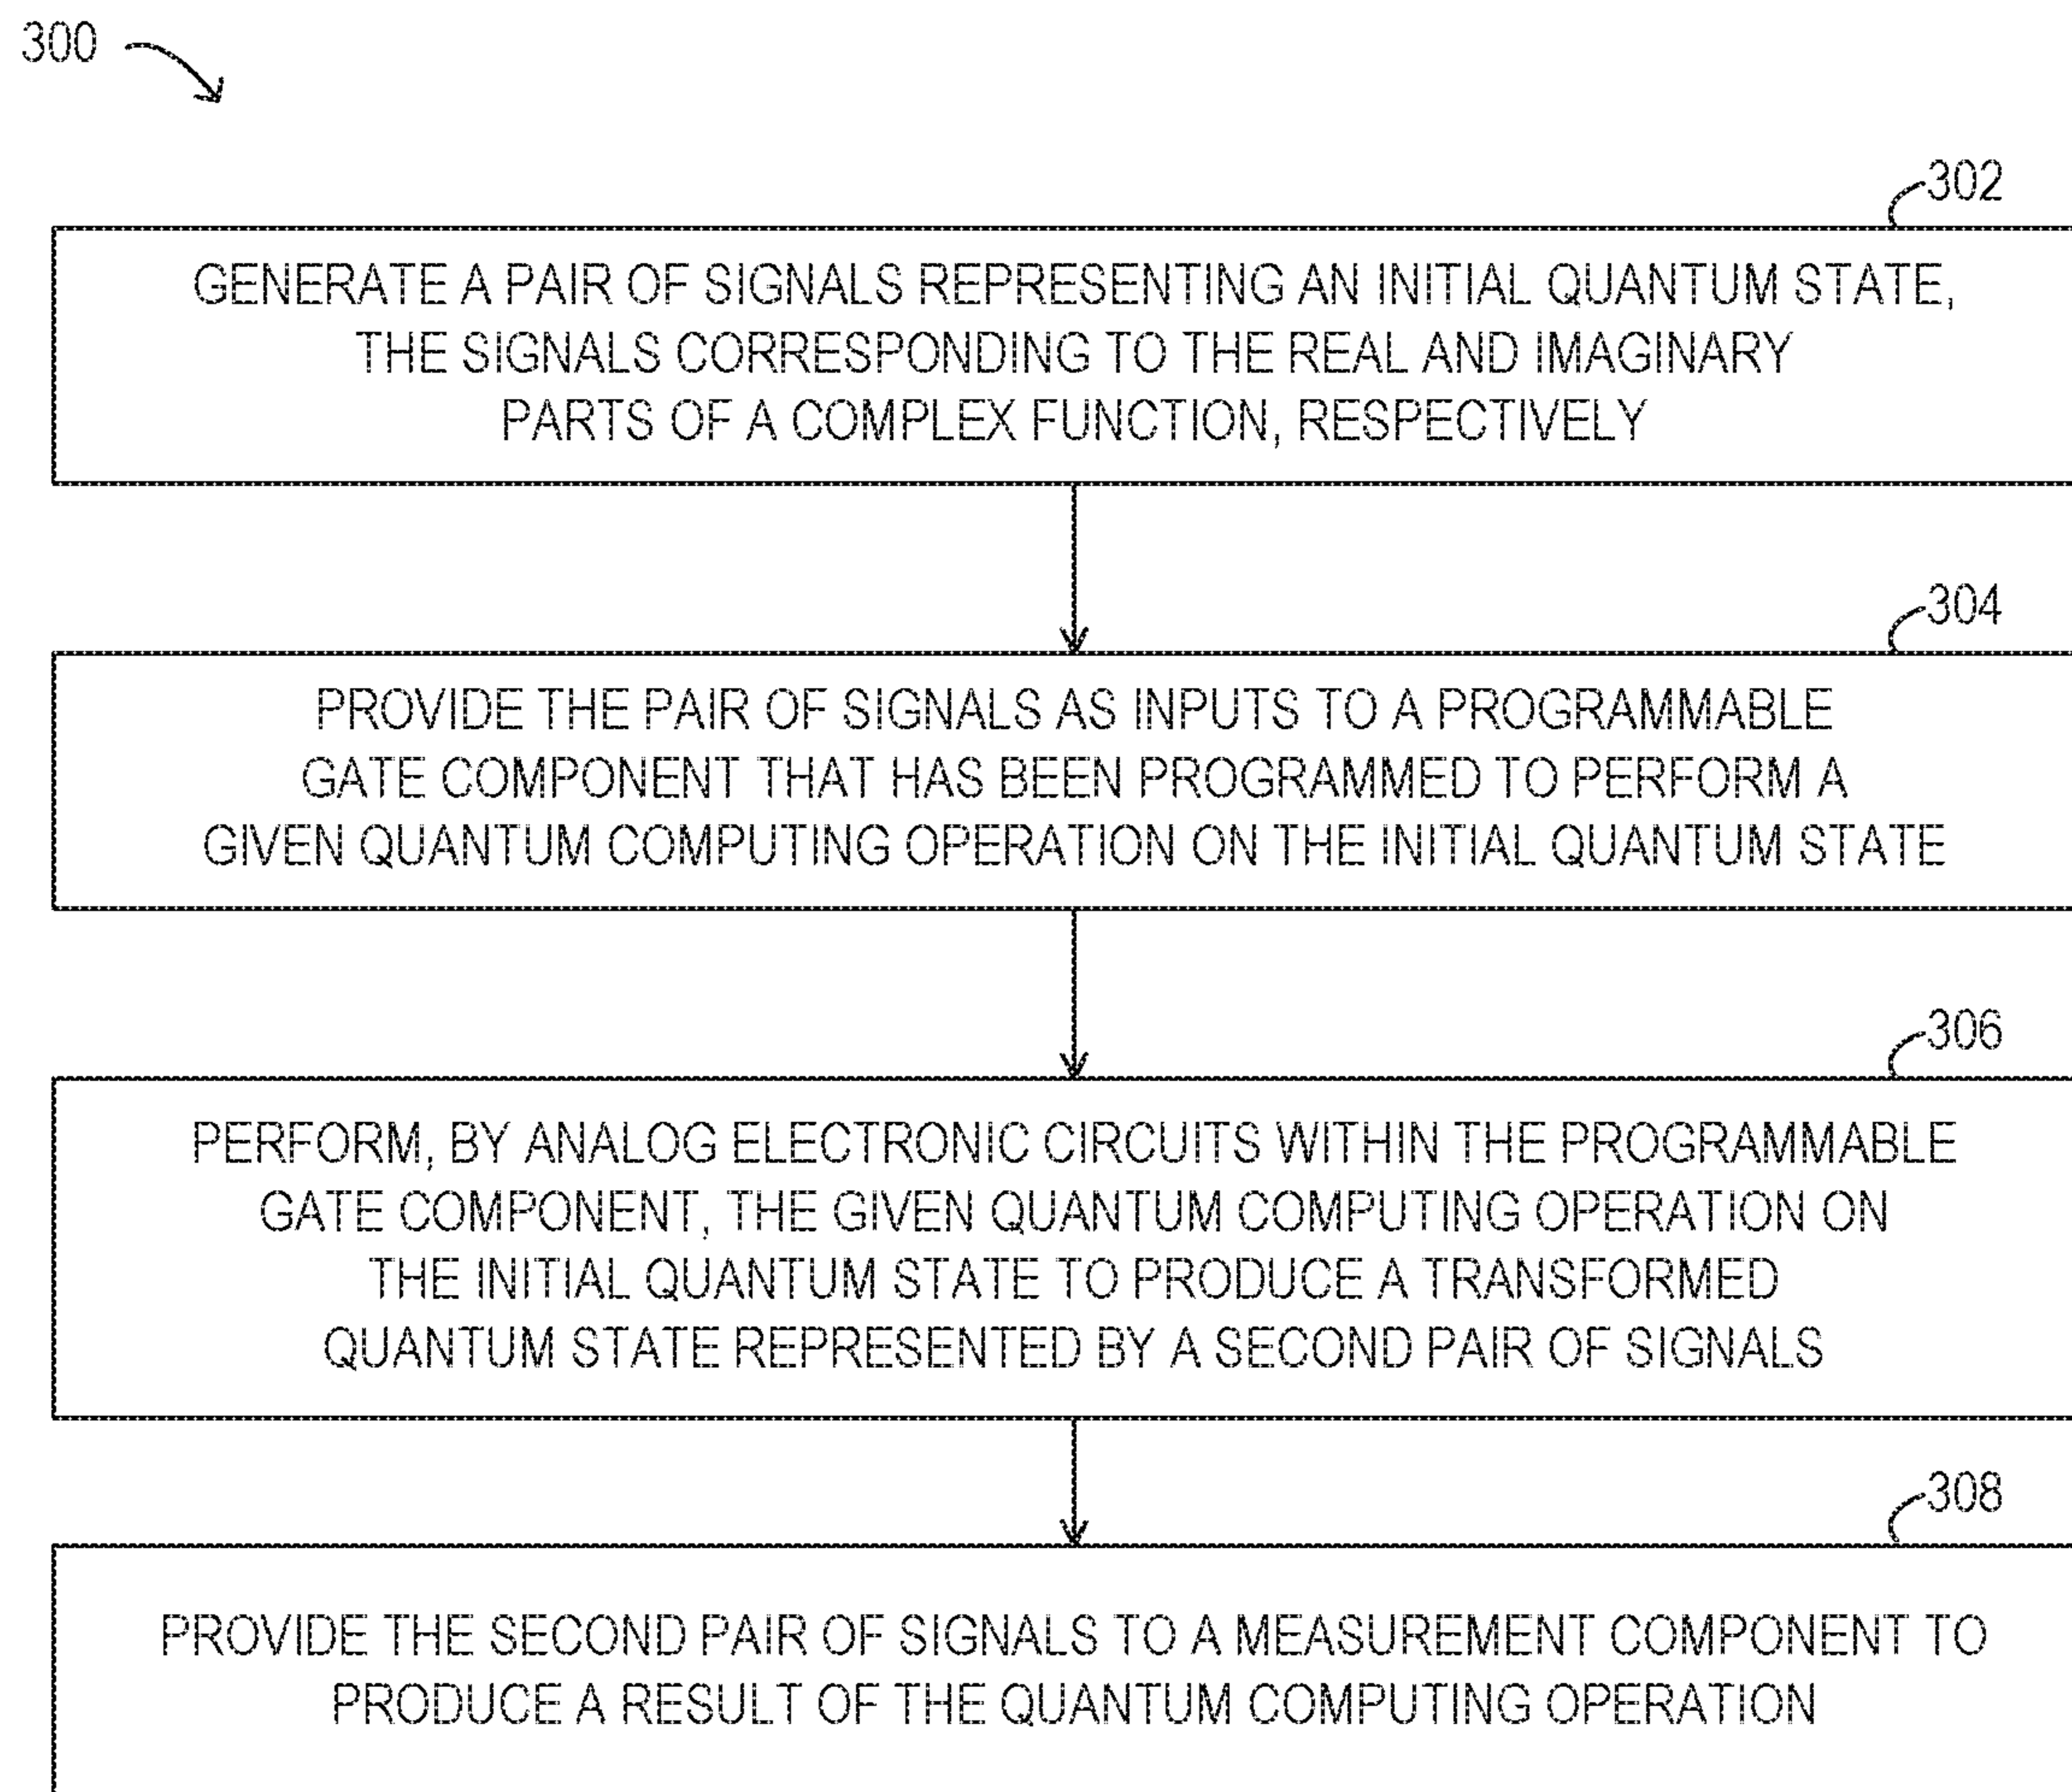 300
302
GENERATE A PAIR OF SIGNALS REPRESENTING AN INITIAL QUANTUM STATE,
THE SIGNALS CORRESPONDING TO THE REAL AND IMAGINARY
PARTS OF A COMPLEX FUNCTION, RESPECTIVELY
304
PROVIDE THE PAIR OF SIGNALS AS INPUTS TO A PROGRAMMABLE
GATE COMPONENT THAT HAS BEEN PROGRAMMED TO PERFORM A
GIVEN QUANTUM COMPUTING OPERATION ON THE INITIAL QUANTUM STATE
306
PERFORM, BY ANALOG ELECTRONIC CIRCUITS WITHIN THE PROGRAMMABLE
GATE COMPONENT, THE GIVEN QUANTUM COMPUTING OPERATION ON
THE INITIAL QUANTUM STATE TO PRODUCE A TRANSFORMED
QUANTUM STATE REPRESENTED BY A SECOND PAIR OF SIGNALS
308
PROVIDE THE SECOND PAIR OF SIGNALS TO A MEASUREMENT COMPONENT TO
PRODUCE A RESULT OF THE QUANTUM COMPUTING OPERATION